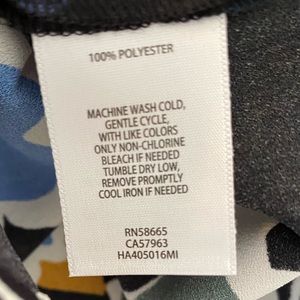 100% POLYESTER
MACHINE WASH COLD,
GENTLE CYCLE,
WITH LIKE COLORS
ONLY NON-CHLORINE
BLEACH IF NEEDED
TUMBLE DRY LOW,
REMOVE PROMPTLY
COOL IRON IF NEEDED
RN58665
CA57963
HA405016MI